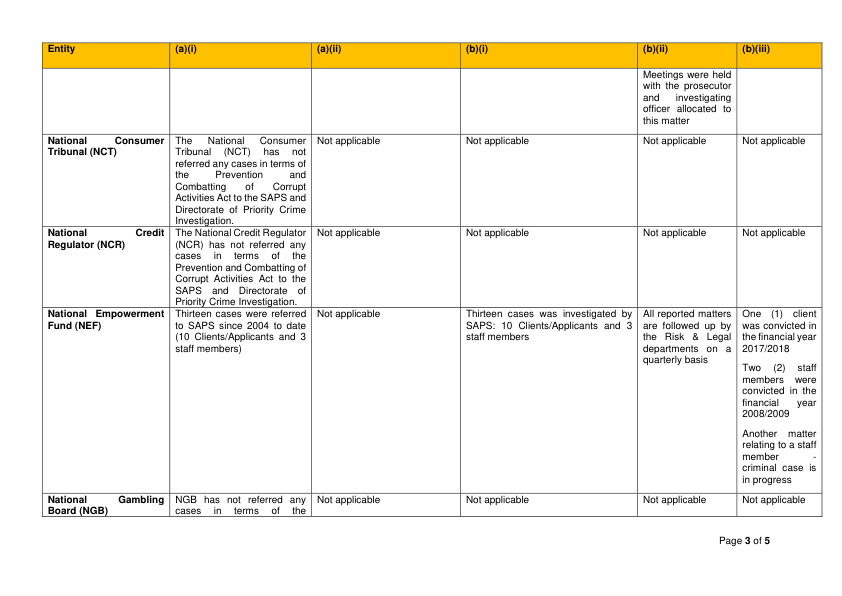 Entity (a)(i) (a)(ii) (b)(i) (b)(ii) (b)(iii)
Meetings were held
with the prosecutor
and investigating
officer allocated to
this matter
National Consumer
Tribunal (NCT)
The National Consumer
Tribunal (NCT) has not
referred any cases in terms of
the Prevention and
Combatting of Corrupt
Activities Act to the SAPS and
Directorate of Priority Crime
Investigation.
Not applicable
Not applicable
Not applicable
Not applicable
National Credit
Regulator (NCR)
The National Credit Regulator
(NCR) has not referred any
cases in terms of the
Prevention and Combatting of
Corrupt Activities Act to the
SAPS and Directorate of
Priority Crime Investigation.
Not applicable
Not applicable
Not applicable
Not applicable
National Empowerment
Fund (NEF)
Thirteen cases were referred
to SAPS since 2004 to date
(10 Clients/Applicants and 3
staff members)
Not applicable
Thirteen cases was investigated by
SAPS: 10 Clients/Applicants and 3
staff members
All reported matters
are followed up by
the Risk & Legal
departments on a
quarterly basis
One (1) client
was convicted in
the financial year
2017/2018
Two (2) staff
members were
convicted in the
financial year
2008/2009
Another matter
relating to a staff
member -
criminal case is
in progress
National Gambling
Board (NGB)
NGB has not referred any
cases in terms of the
Not applicable
Not applicable
Not applicable
Not applicable
Page 3 of 5